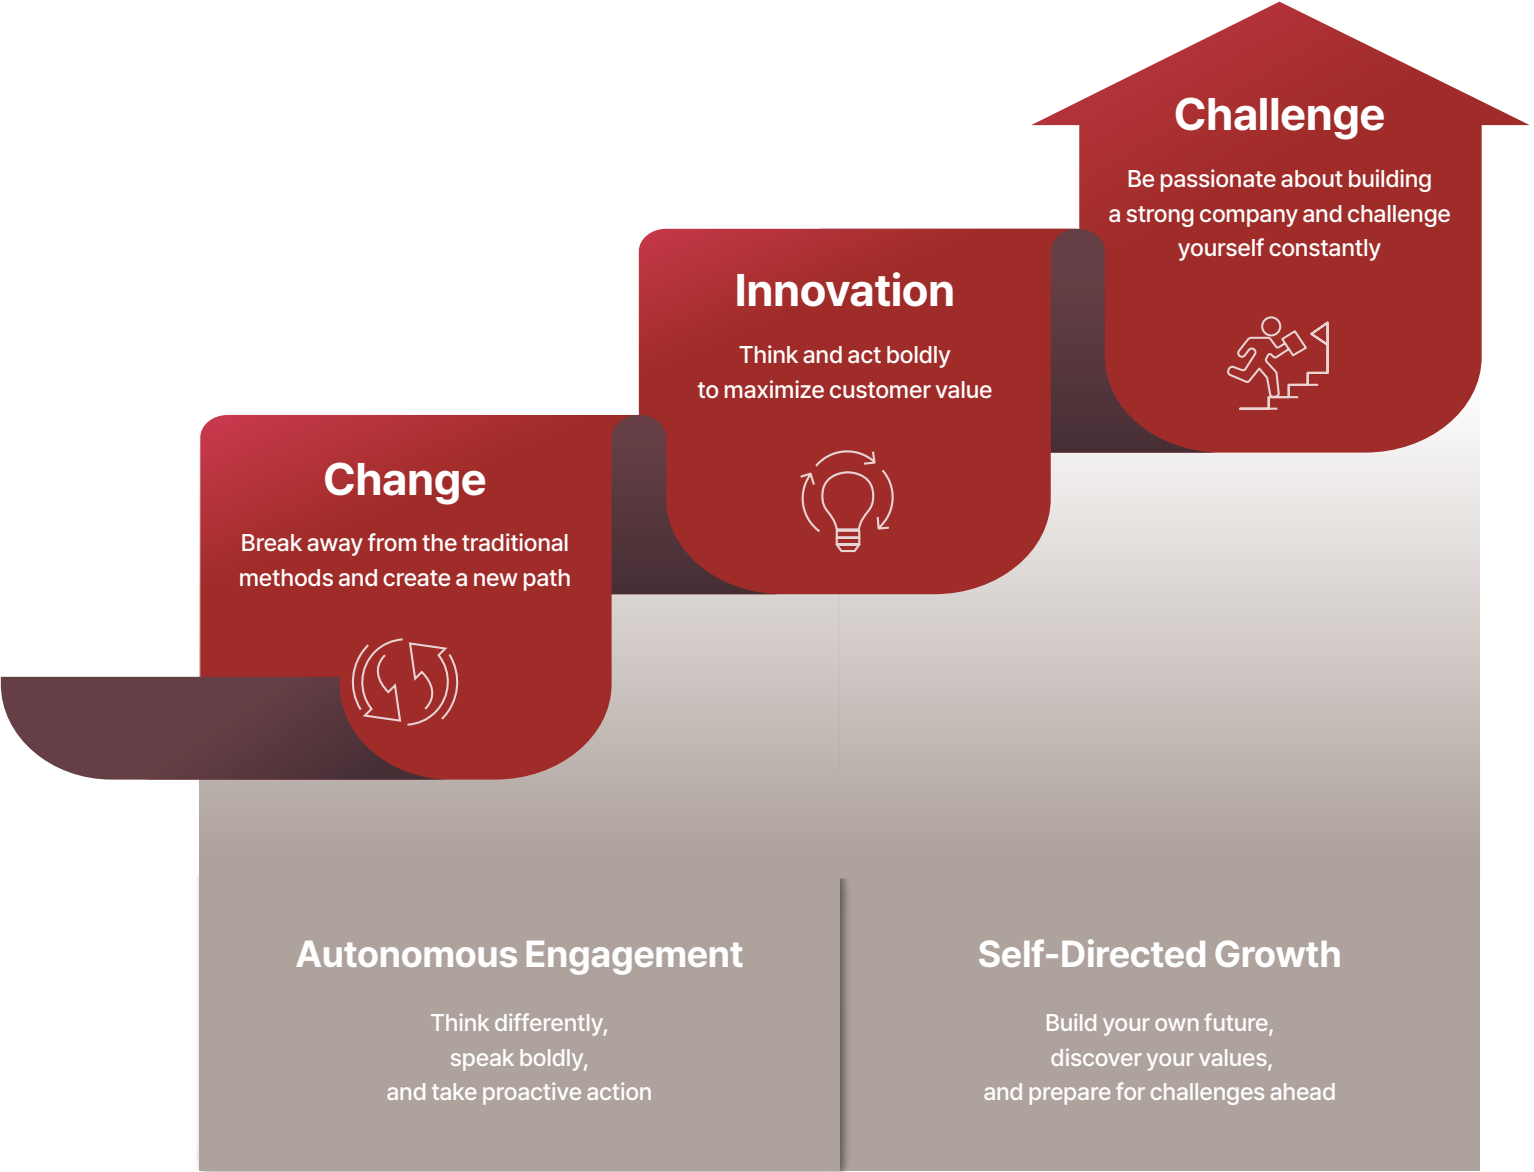 Challenge
Be passionate about building
a strong company and challenge
yourself constantly
Innovation
Think and act boldly
to maximize customer value
Change
Break away from the traditional
methods and create a new path
Autonomous Engagement
Think differently,
speak boldly,
and take proactive action
Self-Directed Growth
Build your own future,
discover your values,
and prepare for challenges ahead